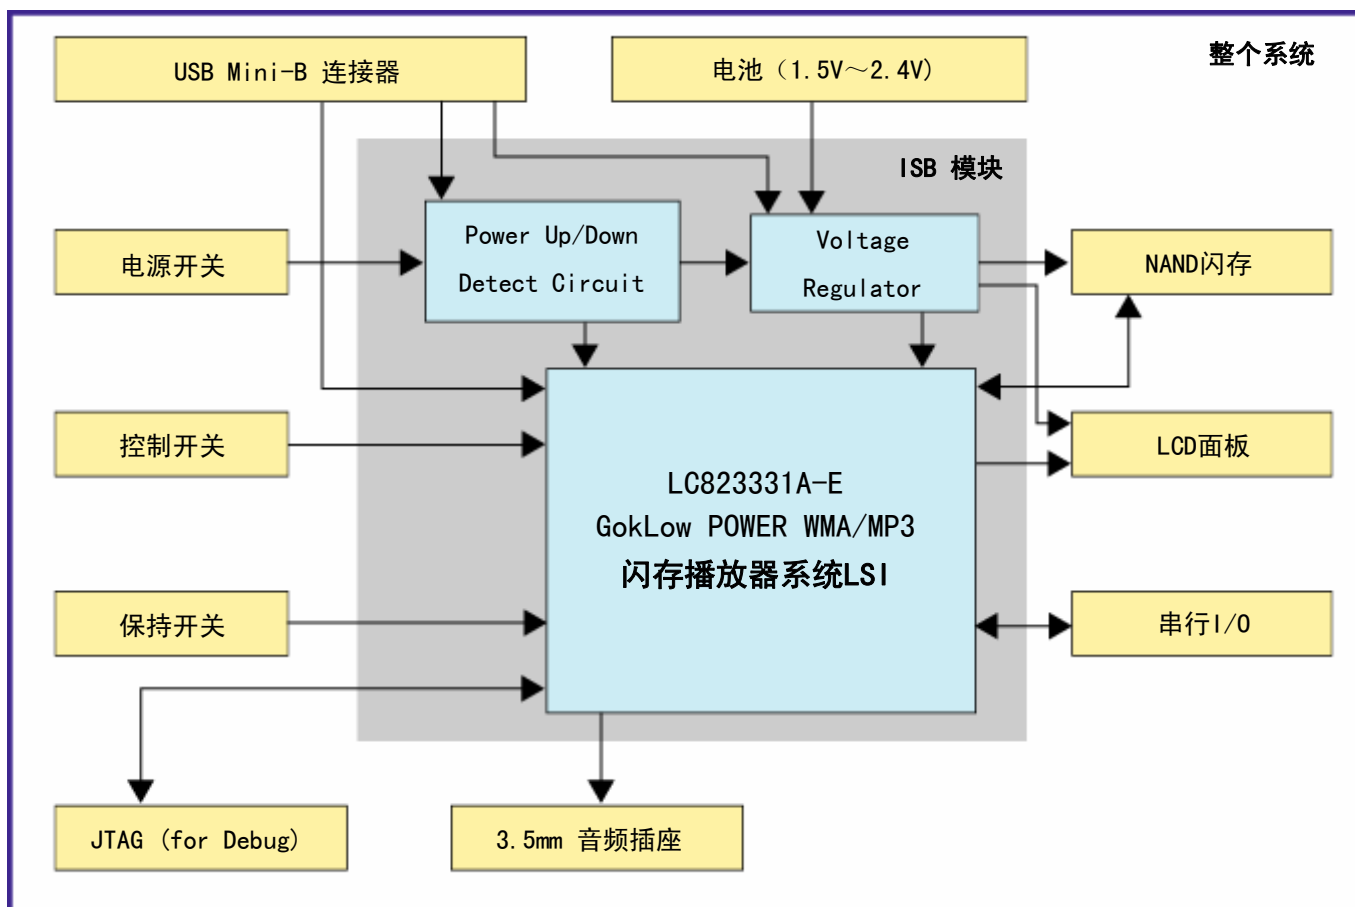 USB Mini-B 连接器
电池（1.5V～2.4V)
整个系统
ISB 模块
Power Up/Down
Detect Circuit
Voltage
Regulator
电源开关
NAND闪存
控制开关
LCD面板
LC823331A-E
GokLow POWER WMA/MP3
闪存播放器系统LSI
保持开关
串行I/O
JTAG (for Debug)
3.5mm 音频插座